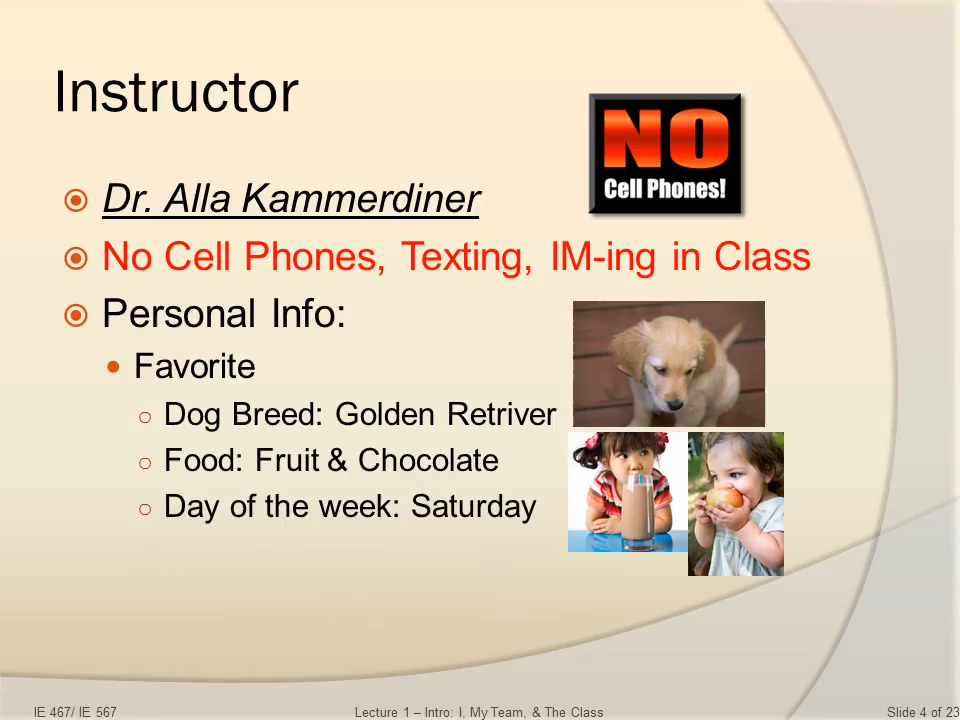 Instructor
NO
Cell Phones!
Dr. Alla Kammerdiner
No Cell Phones, Texting, IM-ing in Class
Personal Info:
Favorite
Dog Breed: Golden Retriver
Food: Fruit & Chocolate
Day of the week: Saturday
IE 467/ IE 567
Lecture 1 – Intro: I, My Team, & The Class
Slide 4 of 23